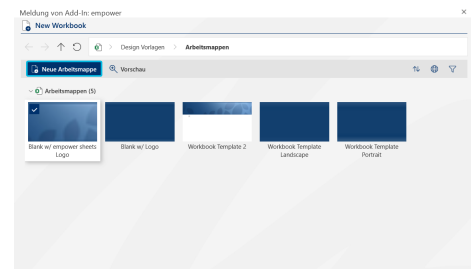 Meldung von Add-In: empower
New Workbook
Design Vorlagen > Arbeitsmappen
Neue Arbeitsmappe Vorschau
Arbeitsmappen (5)
Blank w/ empower sheets Logo
Blank w/ Logo
Workbook Template 2
Workbook Template Landscape
Workbook Template Portrait